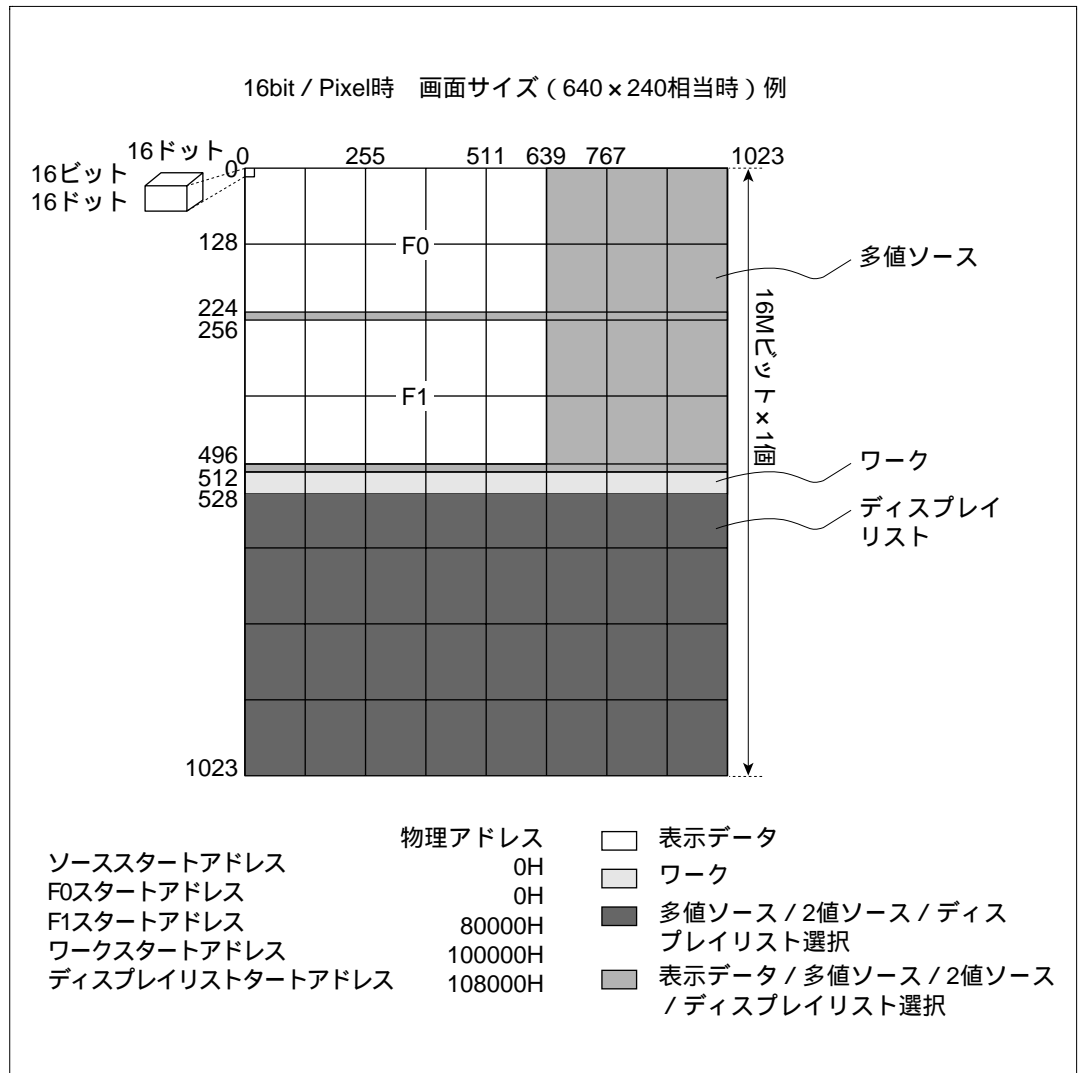 16bit / Pixel時　画面サイズ ( 640 × 240相当時 ) 例
16ドット
16ビット
16ドット
0 255 511 639 767 1023
0
128
224
256
496
512
528
1023
F0
F1
多値ソース
16Mビット×1個
ワーク
ディスプレイ
リスト
物理アドレス
ソーススタートアドレス 0H
F0スタートアドレス 0H
F1スタートアドレス 80000H
ワークスタートアドレス 100000H
ディスプレイリストタートアドレス 108000H
表示データ
ワーク
多値ソース / 2値ソース / ディス
プレイリスト選択
表示データ / 多値ソース / 2値ソース
/ ディスプレイリスト選択